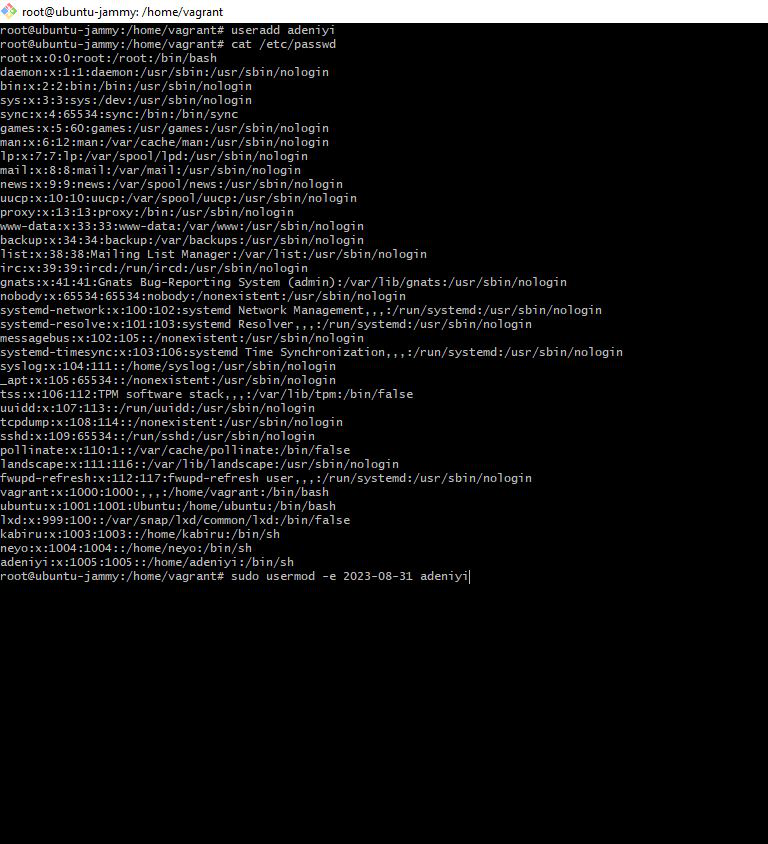 root@ubuntu-jammy: /home/vagrant
root@ubuntu-jammy:/home/vagrant# useradd adeniyi
root@ubuntu-jammy:/home/vagrant# cat /etc/passwd
root:x:0:0:root:/root:/bin/bash
daemon:x:1:1:daemon:/usr/sbin:/usr/sbin/nologin
bin:x:2:2:bin:/bin:/usr/sbin/nologin
sys:x:3:3:sys:/dev:/usr/sbin/nologin
sync:x:4:65534:sync:/bin:/bin/sync
games:x:5:60:games:/usr/games:/usr/sbin/nologin
man:x:6:12:man:/var/cache/man:/usr/sbin/nologin
lp:x:7:7:lp:/var/spool/lpd:/usr/sbin/nologin
mail:x:8:8:mail:/var/mail:/usr/sbin/nologin
news:x:9:9:news:/var/spool/news:/usr/sbin/nologin
uucp:x:10:10:uucp:/var/spool/uucp:/usr/sbin/nologin
proxy:x:13:13:proxy:/bin:/usr/sbin/nologin
www-data:x:33:33:www-data:/var/www:/usr/sbin/nologin
backup:x:34:34:backup:/var/backups:/usr/sbin/nologin
list:x:38:38:Mailing List Manager:/var/list:/usr/sbin/nologin
irc:x:39:39:ircd:/run/ircd:/usr/sbin/nologin
gnats:x:41:41:Gnats Bug-Reporting System (admin):/var/lib/gnats:/usr/sbin/nologin
nobody:x:65534:65534:nobody:/nonexistent:/usr/sbin/nologin
systemd-network:x:100:102:systemd Network Management,,,:/run/systemd:/usr/sbin/nologin
systemd-resolve:x:101:103:systemd Resolver,,,:/run/systemd:/usr/sbin/nologin
messagebus:x:102:105::/nonexistent:/usr/sbin/nologin
systemd-timesync:x:103:106:systemd Time Synchronization,,,:/run/systemd:/usr/sbin/nologin
syslog:x:104:111::/home/syslog:/usr/sbin/nologin
_apt:x:105:65534::/nonexistent:/usr/sbin/nologin
tss:x:106:112:TPM software stack,,,:/var/lib/tpm:/bin/false
uuidd:x:107:113::/run/uuidd:/usr/sbin/nologin
tcpdump:x:108:114::/nonexistent:/usr/sbin/nologin
sshd:x:109:65534::/run/sshd:/usr/sbin/nologin
pollinate:x:110:1::/var/cache/pollinate:/bin/false
landscape:x:111:116::/var/lib/landscape:/usr/sbin/nologin
fwupd-refresh:x:112:117:fwupd-refresh user,,,:/run/systemd:/usr/sbin/nologin
vagrant:x:1000:1000:,,,:/home/vagrant:/bin/bash
ubuntu:x:1001:1001:Ubuntu:/home/ubuntu:/bin/bash
lxd:x:999:100::/var/snap/lxd/common/lxd:/bin/false
kabiru:x:1003:1003::/home/kabiru:/bin/sh
neyo:x:1004:1004::/home/neyo:/bin/sh
adeniyi:x:1005:1005::/home/adeniyi:/bin/sh
root@ubuntu-jammy:/home/vagrant# sudo usermod -e 2023-08-31 adeniyi